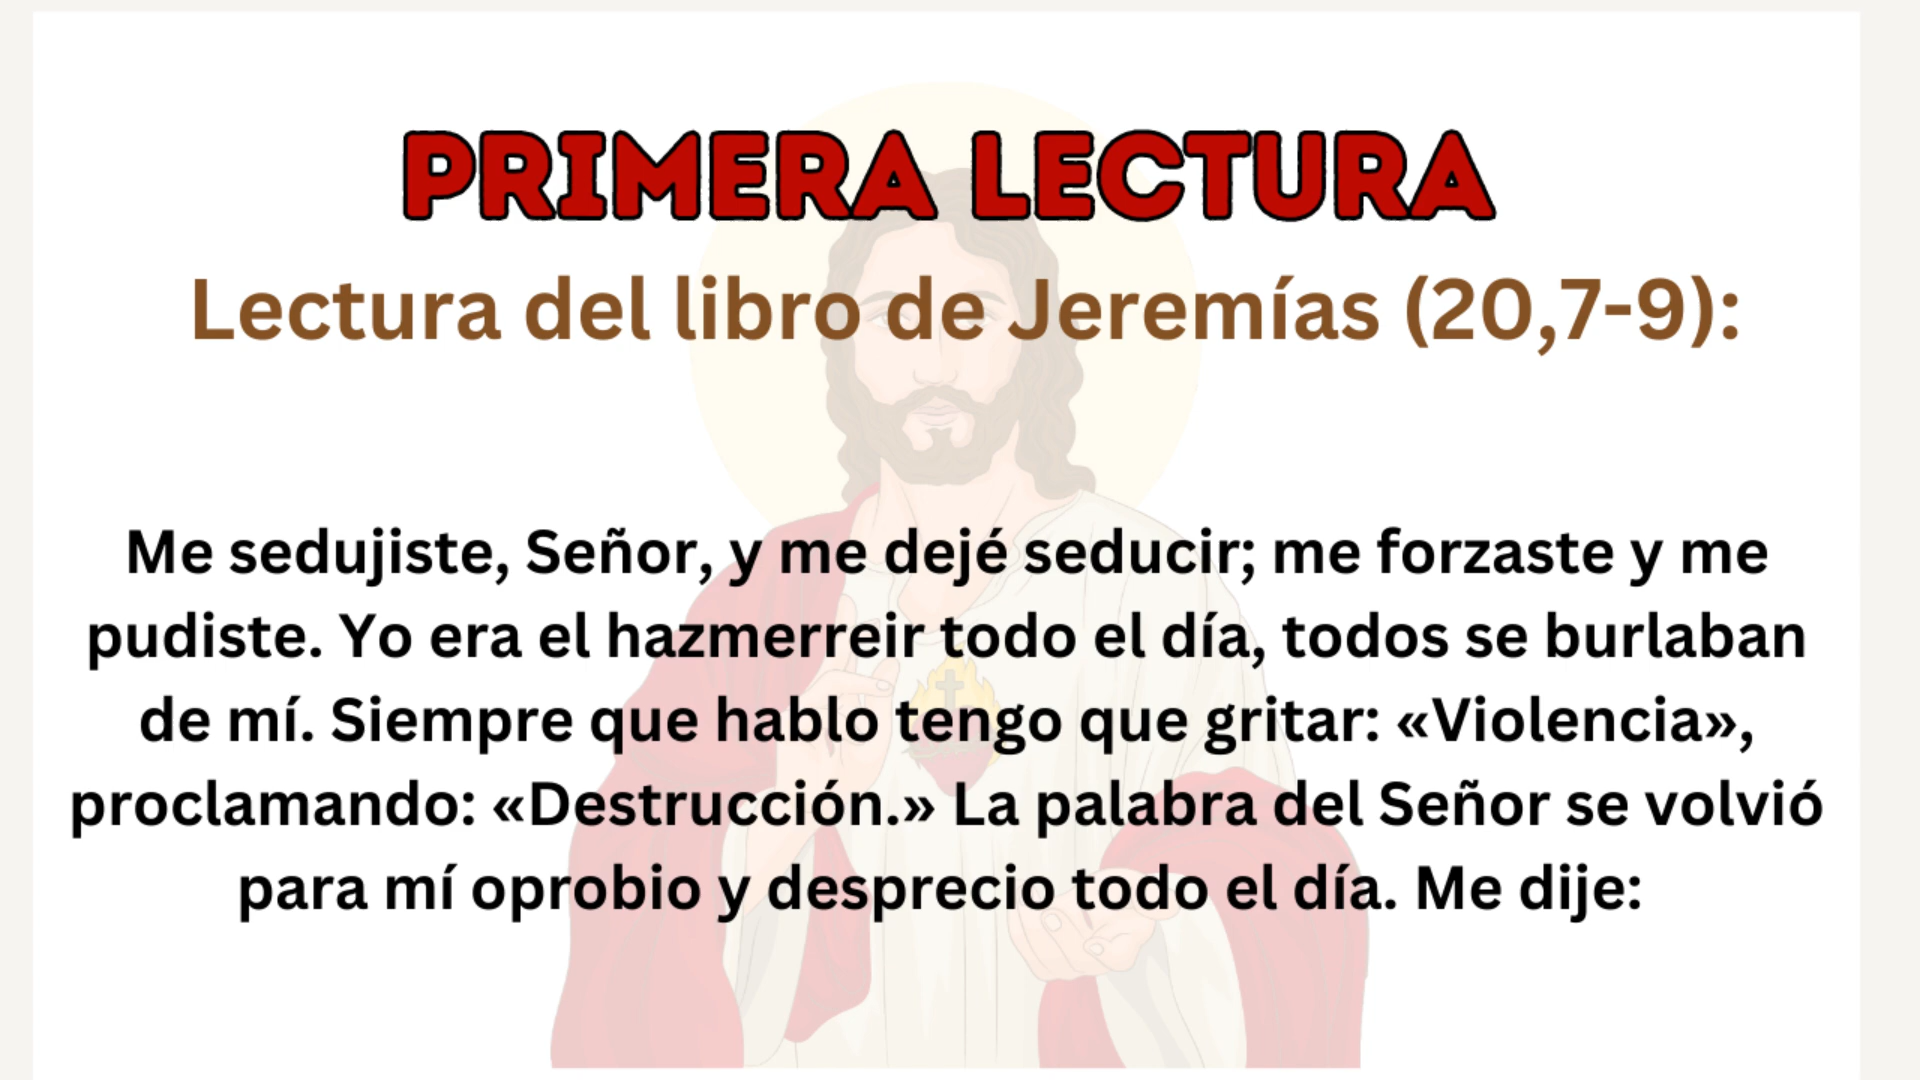 PRIMERA LECTURA
Lectura del libro de Jeremías (20,7-9):
Me sedujiste, Señor, y me dejé seducir; me forzaste y me
pudiste. Yo era el hazmerreir todo el día, todos se burlaban
de mí. Siempre que hablo tengo que gritar: «Violencia»,
proclamando: «Destrucción.» La palabra del Señor se volvió
para mí oprobio y desprecio todo el día. Me dije: